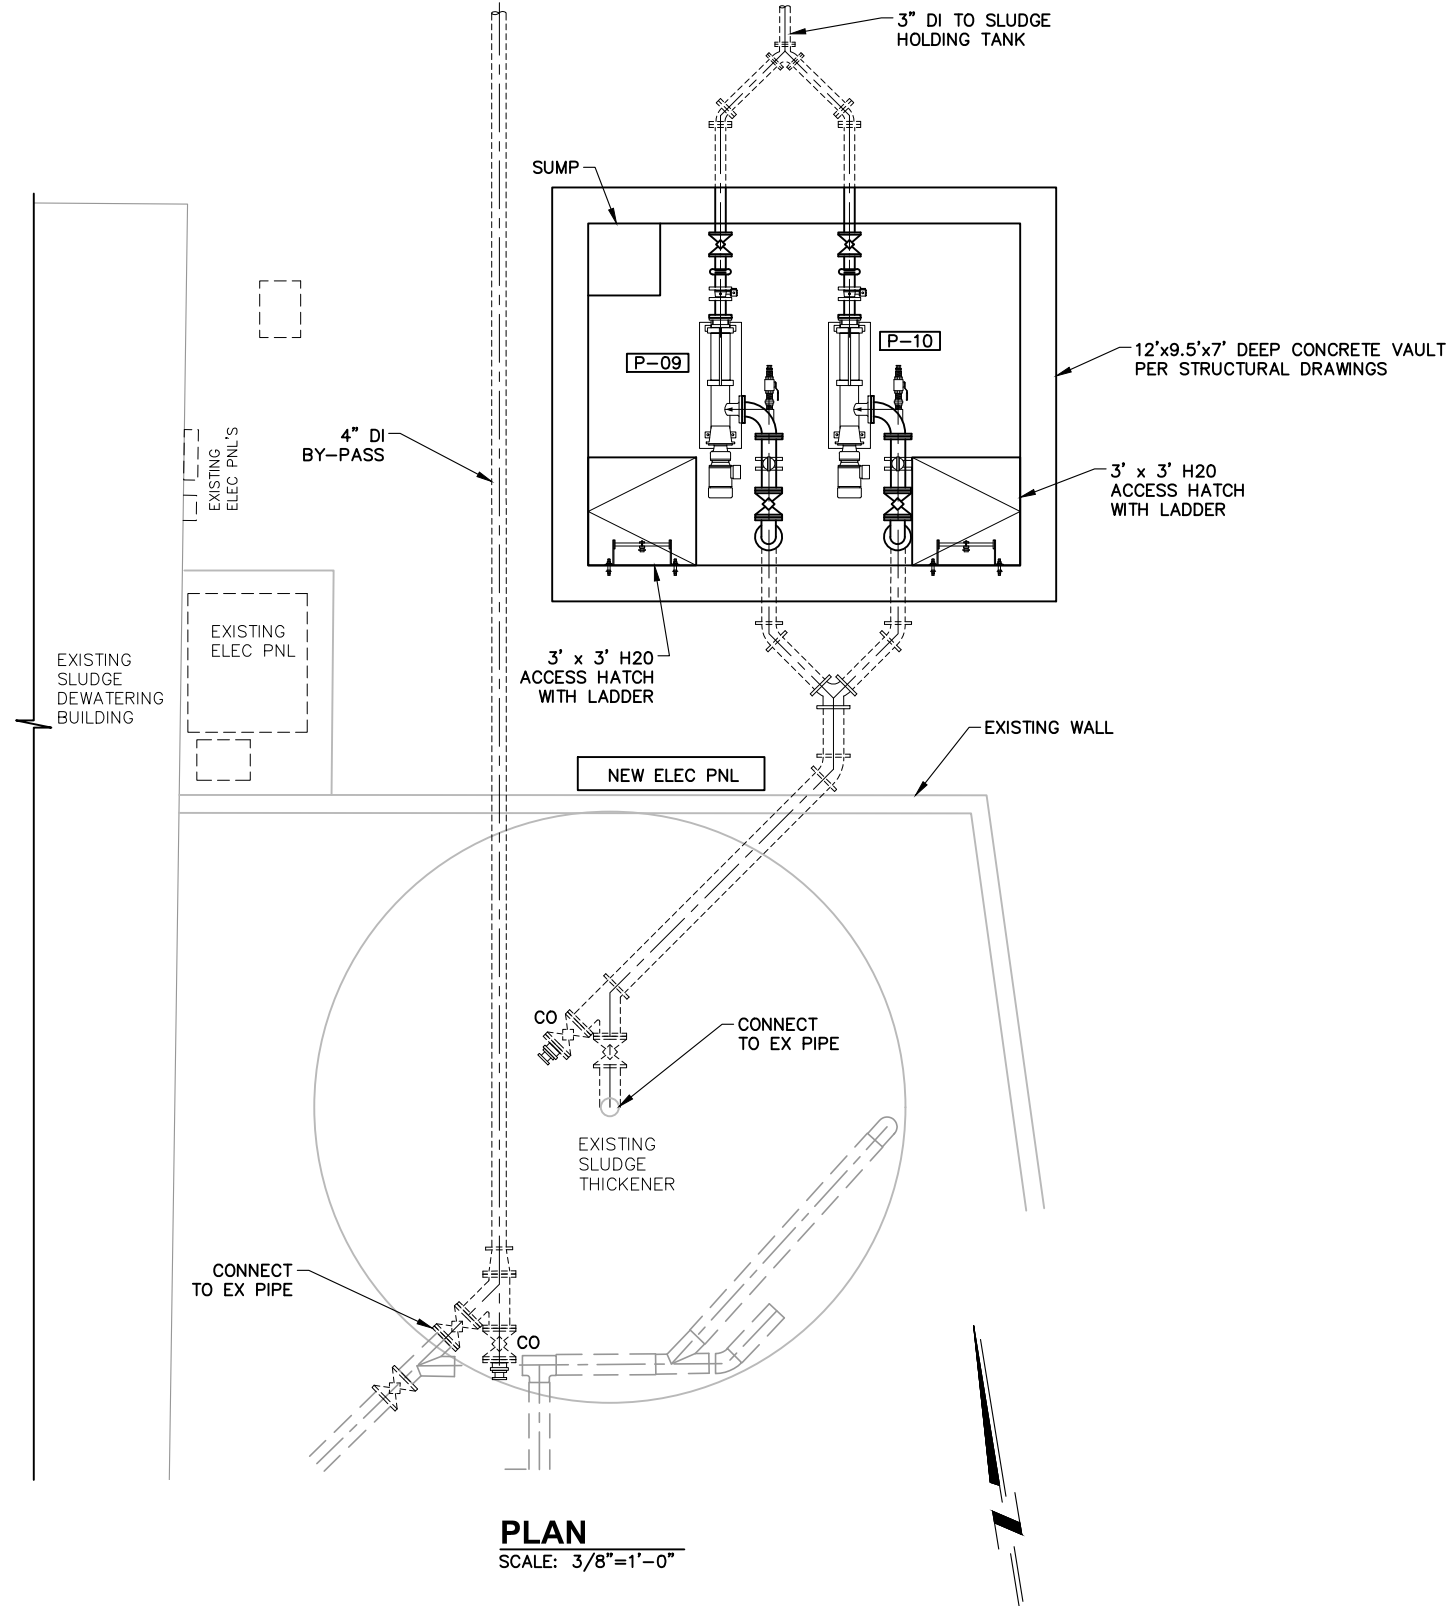 3" DI TO SLUDGE
HOLDING TANK
SUMP
P-09
P-10
12'x9.5'x7' DEEP CONCRETE VAULT
PER STRUCTURAL DRAWINGS
4" DI
BY-PASS
EXISTING
ELEC PNL'S
3' x 3' H20
ACCESS HATCH
WITH LADDER
EXISTING
ELEC PNL
EXISTING
SLUDGE
DEWATERING
BUILDING
3' x 3' H20
ACCESS HATCH
WITH LADDER
EXISTING WALL
NEW ELEC PNL
CO
CONNECT
TO EX PIPE
EXISTING
SLUDGE
THICKENER
CONNECT
TO EX PIPE
CO
PLAN
SCALE: 3/8"=1'-0"